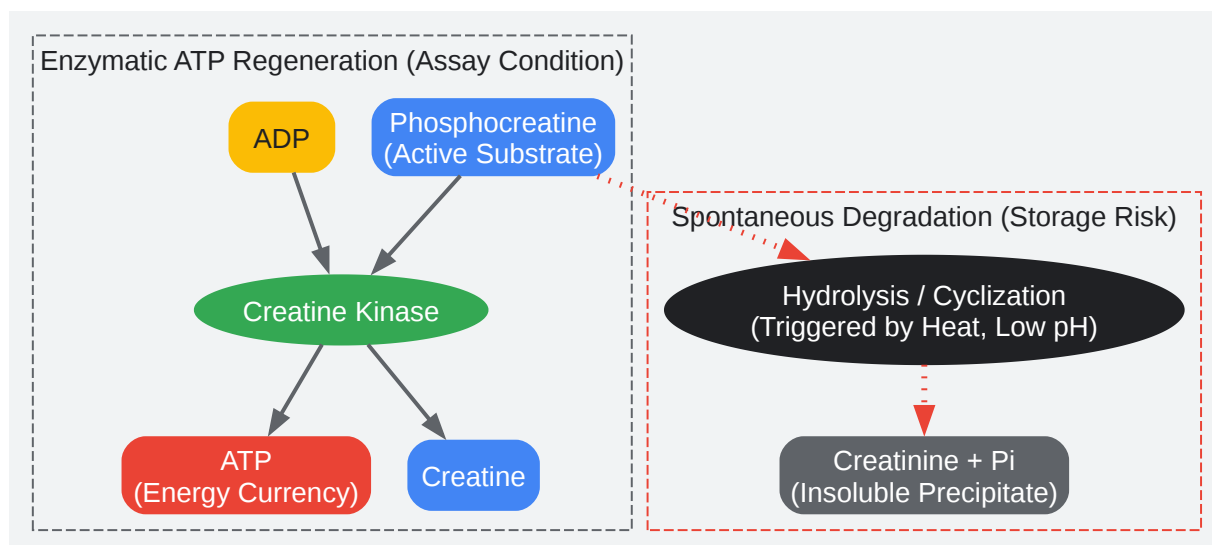 Enzymatic ATP Regeneration (Assay Condition)
ADP
Phosphocreatine
(Active Substrate)
Creatine Kinase
ATP
(Energy Currency)
Creatine
Spontaneous Degradation (Storage Risk)
Hydrolysis / Cyclization
(Triggered by Heat, Low pH)
Creatinine + Pi
(Insoluble Precipitate)